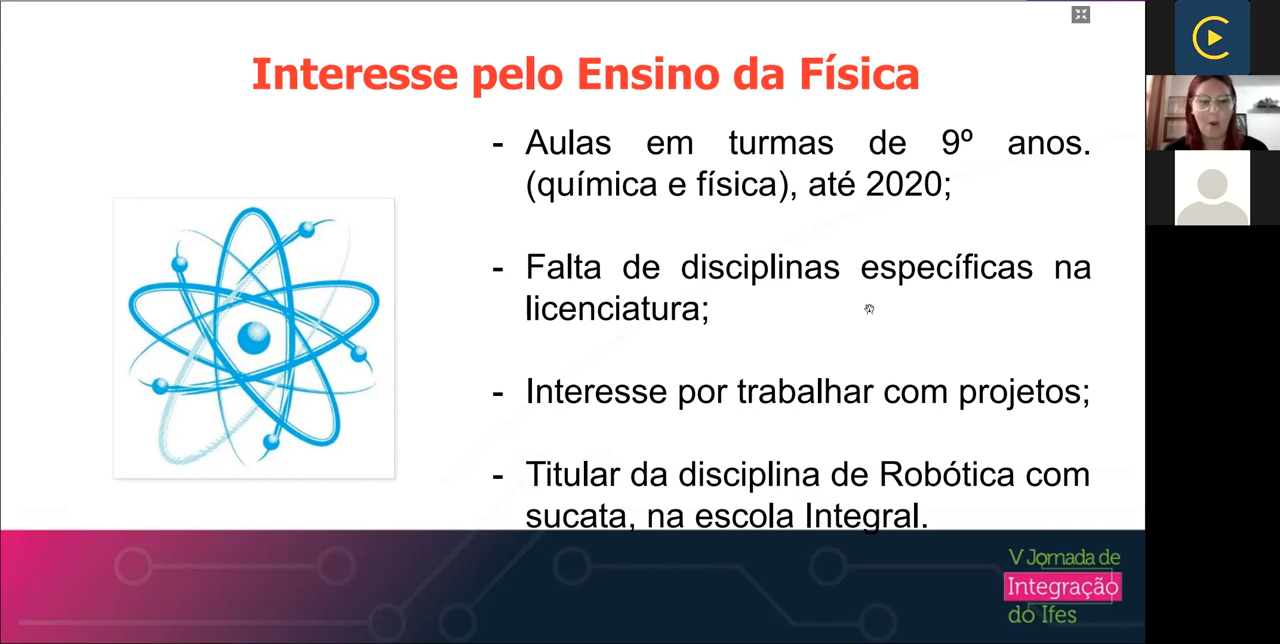 Interesse pelo Ensino da Física
- Aulas em turmas de 9º anos.
(química e física), até 2020;
- Falta de disciplinas específicas na
licenciatura;
- Interesse por trabalhar com projetos;
- Titular da disciplina de Robótica com
sucata, na escola Integral.
V Jornada de
Integração
do Ifes